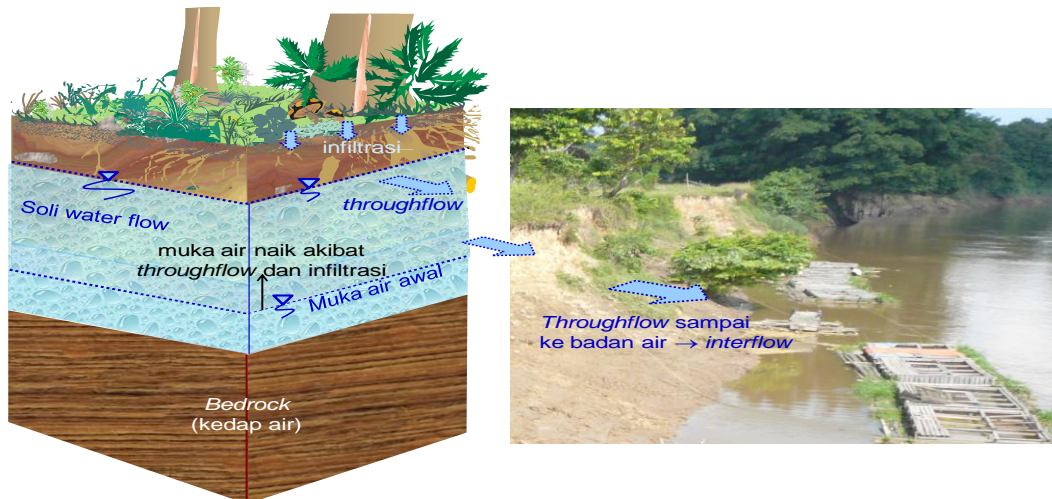 infiltrasi
Soli water flow
throughflow
muka air naik akibat
throughflow dan infiltrasi
Muka air awal
Throughflow sampai
ke badan air → interflow
Bedrock
(kedap air)